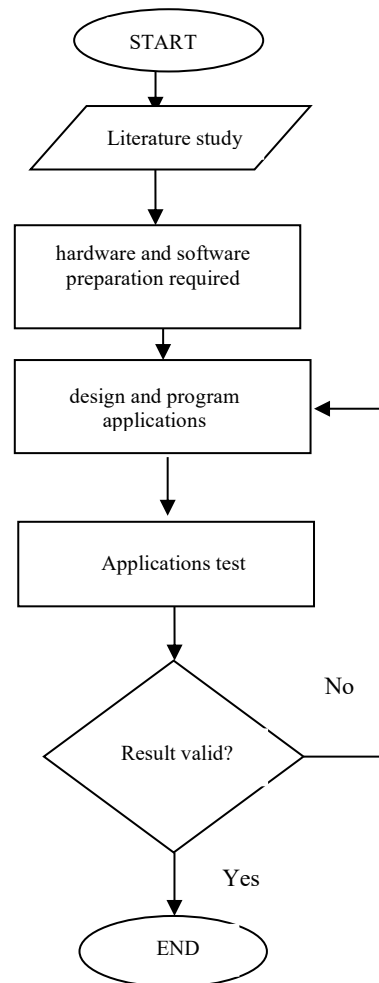 START
Literature study
hardware and software
preparation required
design and program
applications
Applications test
No
Result valid?
Yes
END